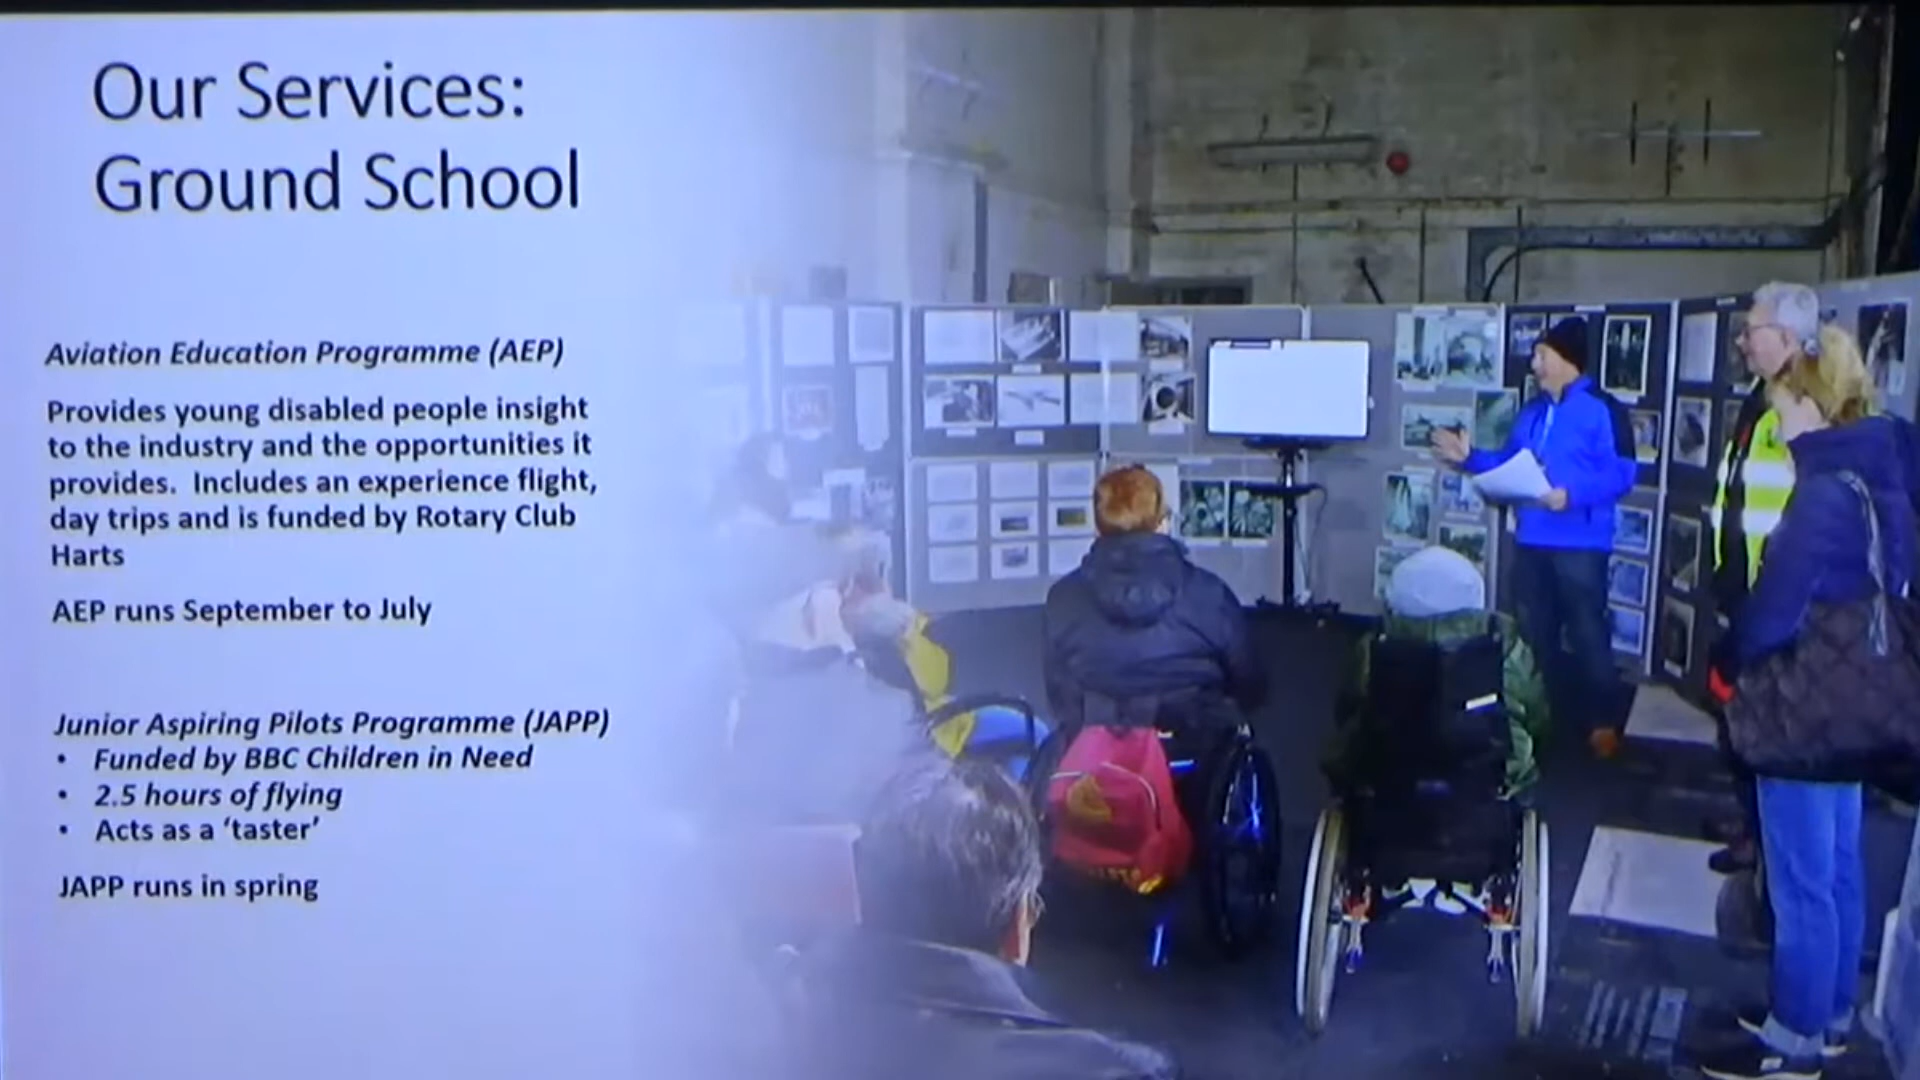 Our Services:
Ground School
Aviation Education Programme (AEP)
Provides young disabled people insight
to the industry and the opportunities it
provides.  Includes an experience flight,
day trips and is funded by Rotary Club
Harts
AEP runs September to July
Junior Aspiring Pilots Programme (JAPP)
• Funded by BBC Children in Need
• 2.5 hours of flying
• Acts as a ‘taster’
JAPP runs in spring